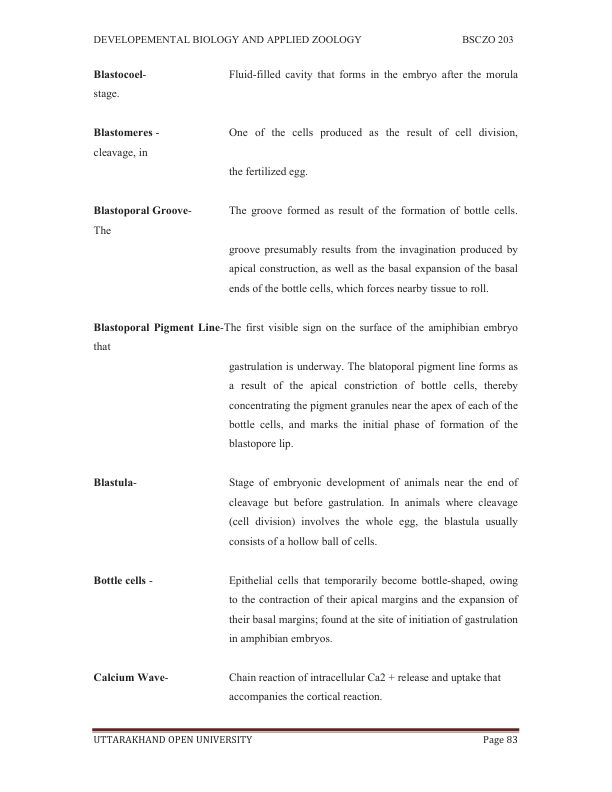 DEVELOPEMENTAL BIOLOGY AND APPLIED ZOOLOGY BSCZO 203
Blastocoel- Fluid-filled cavity that forms in the embryo after the morula
stage.
Blastomeres - One of the cells produced as the result of cell division,
cleavage, in
the fertilized egg.
Blastoporal Groove- The groove formed as result of the formation of bottle cells.
The
groove presumably results from the invagination produced by
apical construction, as well as the basal expansion of the basal
ends of the bottle cells, which forces nearby tissue to roll.
Blastoporal Pigment Line-The first visible sign on the surface of the amiphibian embryo
that
gastrulation is underway. The blatoporal pigment line forms as
a result of the apical constriction of bottle cells, thereby
concentrating the pigment granules near the apex of each of the
bottle cells, and marks the initial phase of formation of the
blastopore lip.
Blastula- Stage of embryonic development of animals near the end of
cleavage but before gastrulation. In animals where cleavage
(cell division) involves the whole egg, the blastula usually
consists of a hollow ball of cells.
Bottle cells - Epithelial cells that temporarily become bottle-shaped, owing
to the contraction of their apical margins and the expansion of
their basal margins; found at the site of initiation of gastrulation
in amphibian embryos.
Calcium Wave- Chain reaction of intracellular Ca2 + release and uptake that
accompanies the cortical reaction.
UTTARAKHAND OPEN UNIVERSITY Page 83